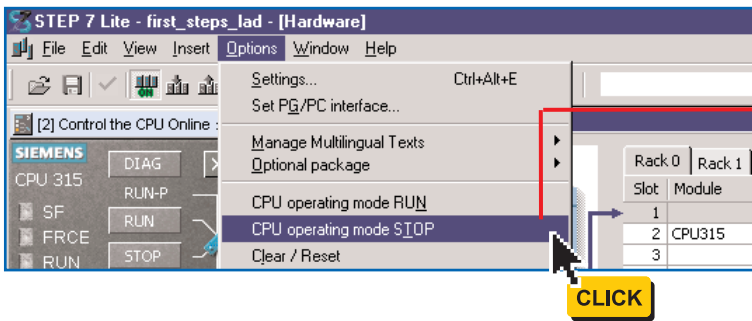 STEP 7 Lite - first_steps_lad - [Hardware]
File Edit View Insert Options Window Help
ON
Settings... Ctrl+Alt+E
Set PG/PC interface...
[2] Control the CPU Online :
Manage Multilingual Texts
Optional package
CPU operating mode RUN
CPU operating mode STOP
Clear / Reset
SIEMENS
CPU 315
SF
FRCE
RUN
DIAG
RUN-P
RUN
STOP
Rack 0 Rack 1
Slot Module
1
2 CPU315
3
CLICK